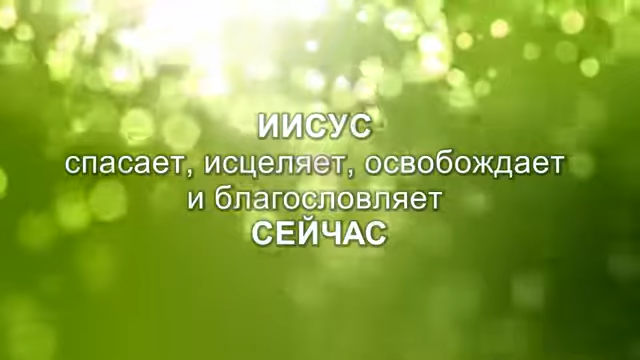 ИИСУС
спасает, исцеляет, освобождает
и благословляет
СЕЙЧАС